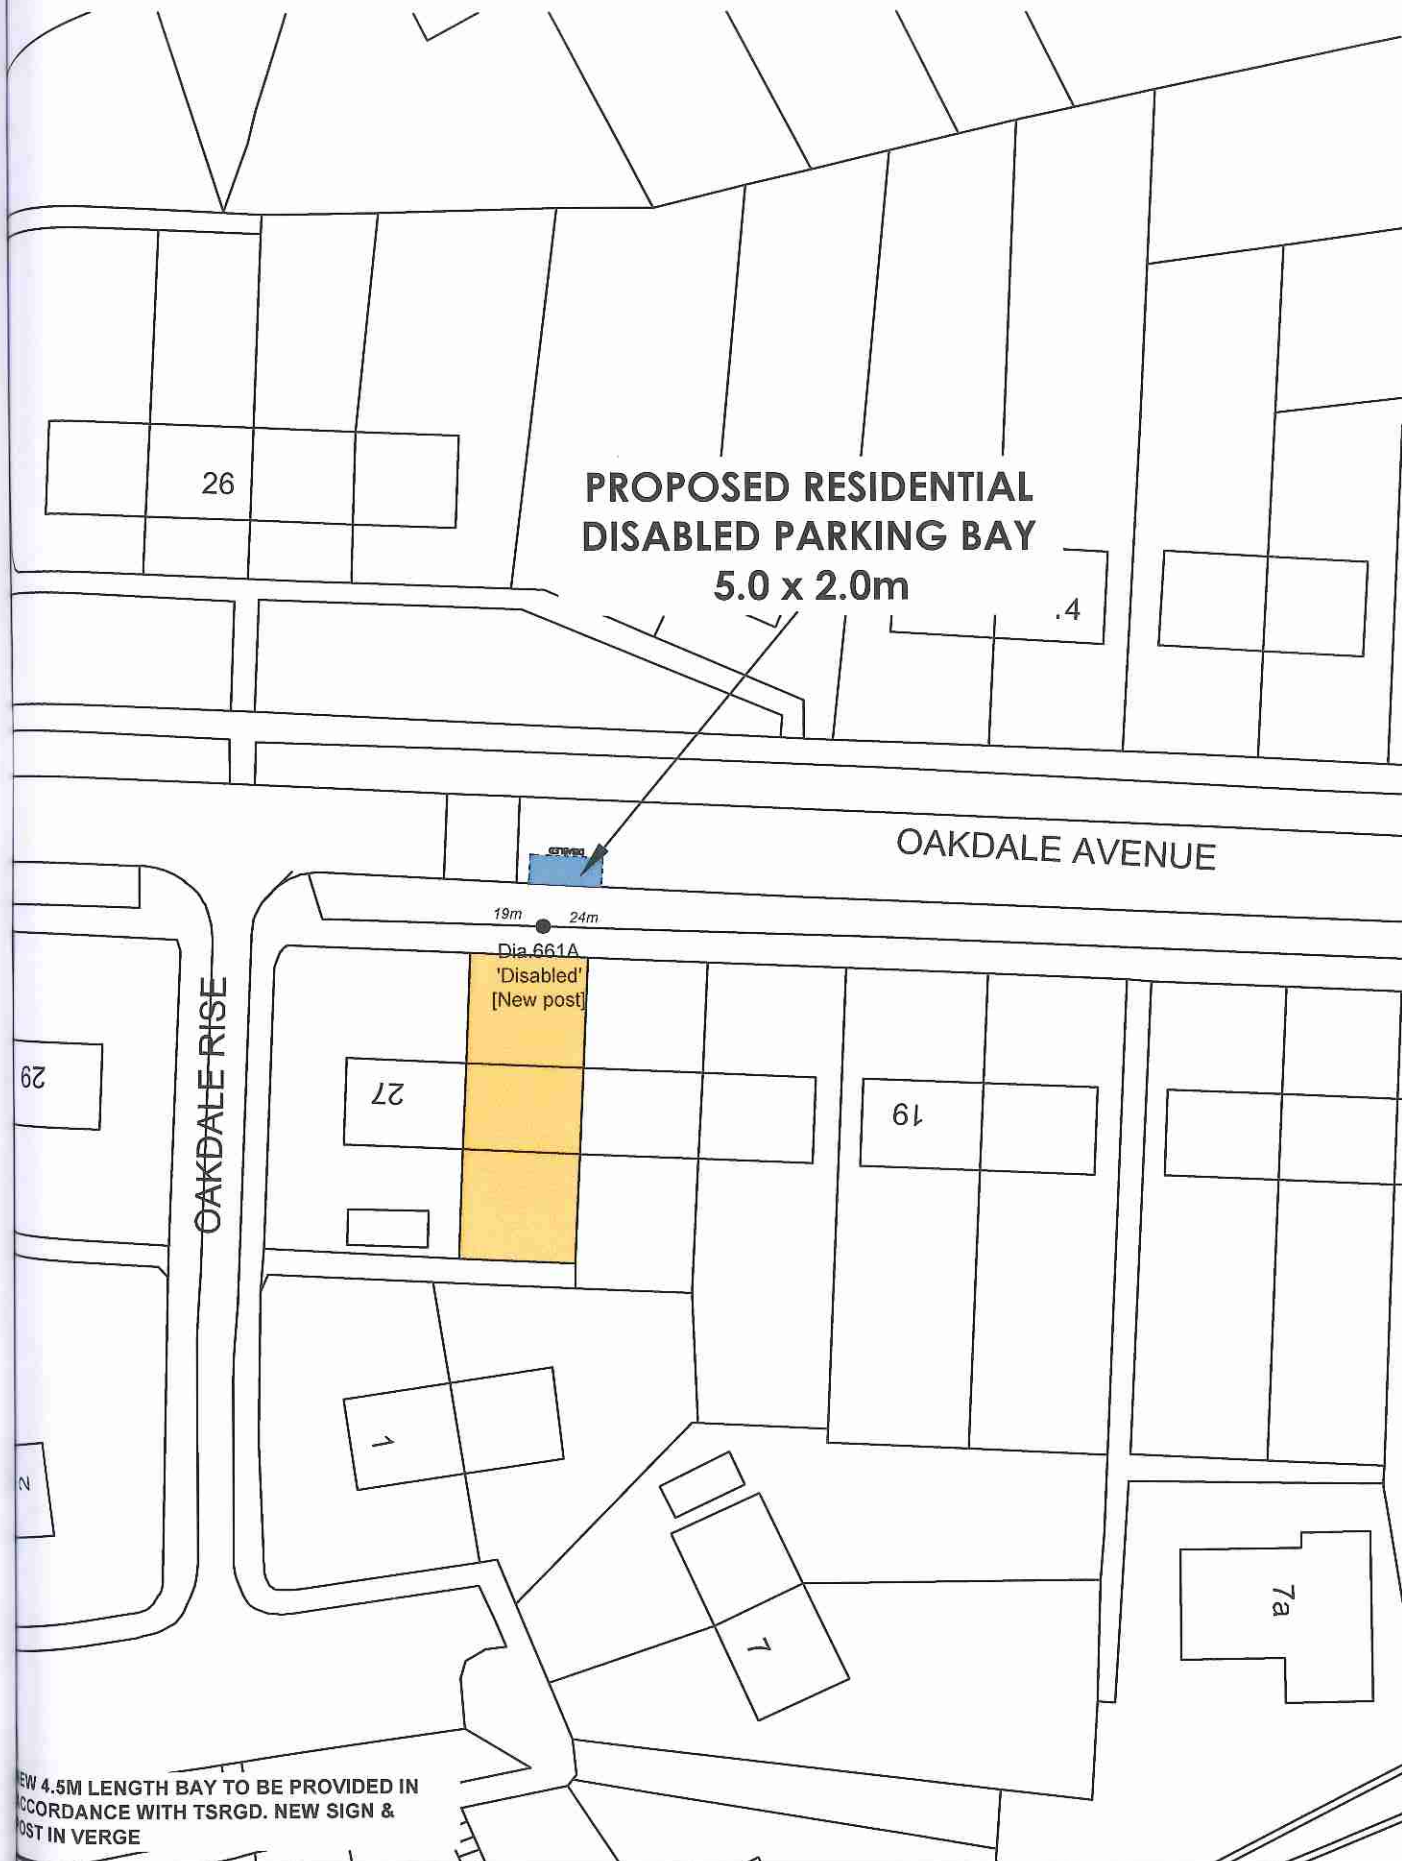 26
PROPOSED RESIDENTIAL
DISABLED PARKING BAY
5.0 x 2.0m
.4
OAKDALE AVENUE
DISABLED
19m
24m
Dia.661A
'Disabled'
[New post]
OAKDALE RISE
29
27
19
1
2
7
7a
EW 4.5M LENGTH BAY TO BE PROVIDED IN
CCORDANCE WITH TSRGD. NEW SIGN &
OST IN VERGE